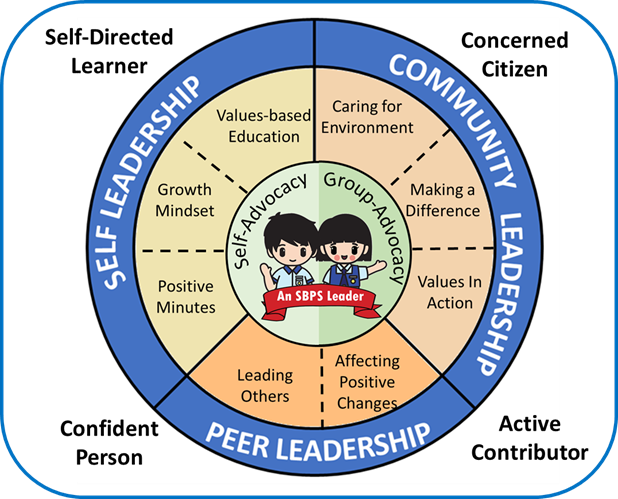 Self-Directed
Learner
Concerned
Citizen
SELF LEADERSHIP
COMMUNITY LEADERSHIP
Values-based
Education
Caring for
Environment
Growth
Mindset
Making a
Difference
Positive
Minutes
Values In
Action
Self-Advocacy
Group-Advocacy
An SBPS Leader
Leading
Others
Affecting
Positive
Changes
PEER LEADERSHIP
Confident
Person
Active
Contributor